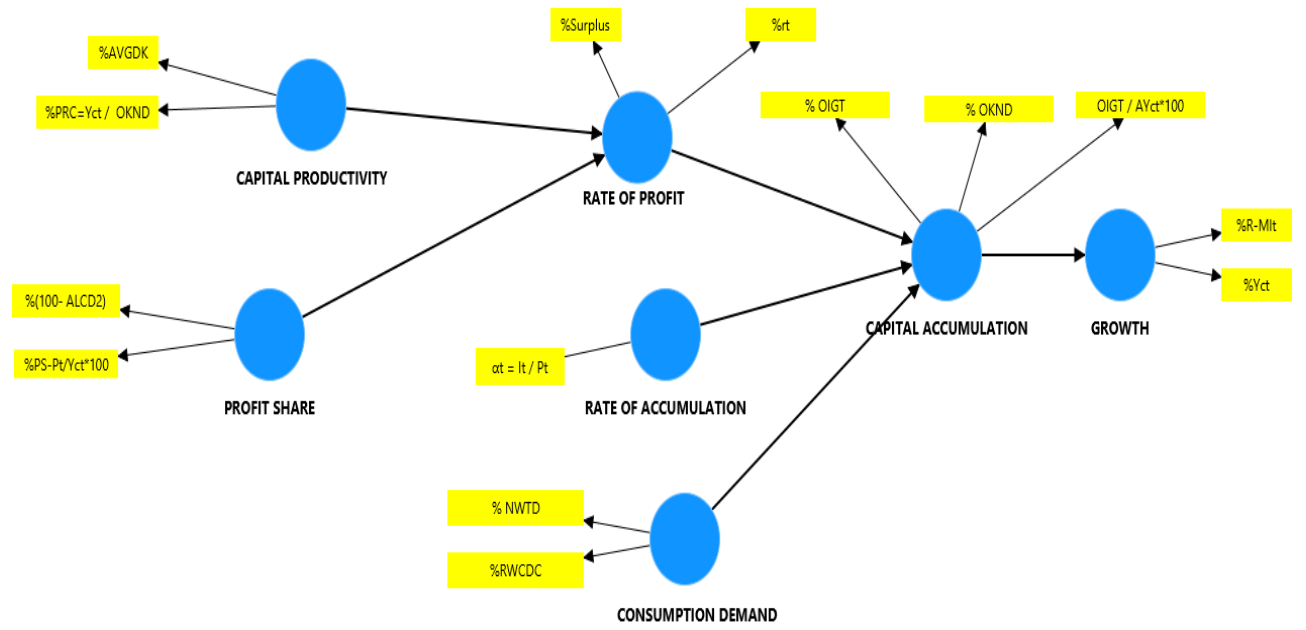 %Surplus
%rt
%AVGDK
%PRC=Yct / OKND
% OIGT
% OKND
OIGT / AYct*100
CAPITAL PRODUCTIVITY
RATE OF PROFIT
%R-MIt
%Yct
%(100- ALCD2)
%PS-Pt/Yct*100
αt = It / Pt
CAPITAL ACCUMULATION
GROWTH
PROFIT SHARE
RATE OF ACCUMULATION
% NWTD
%RWCDC
CONSUMPTION DEMAND